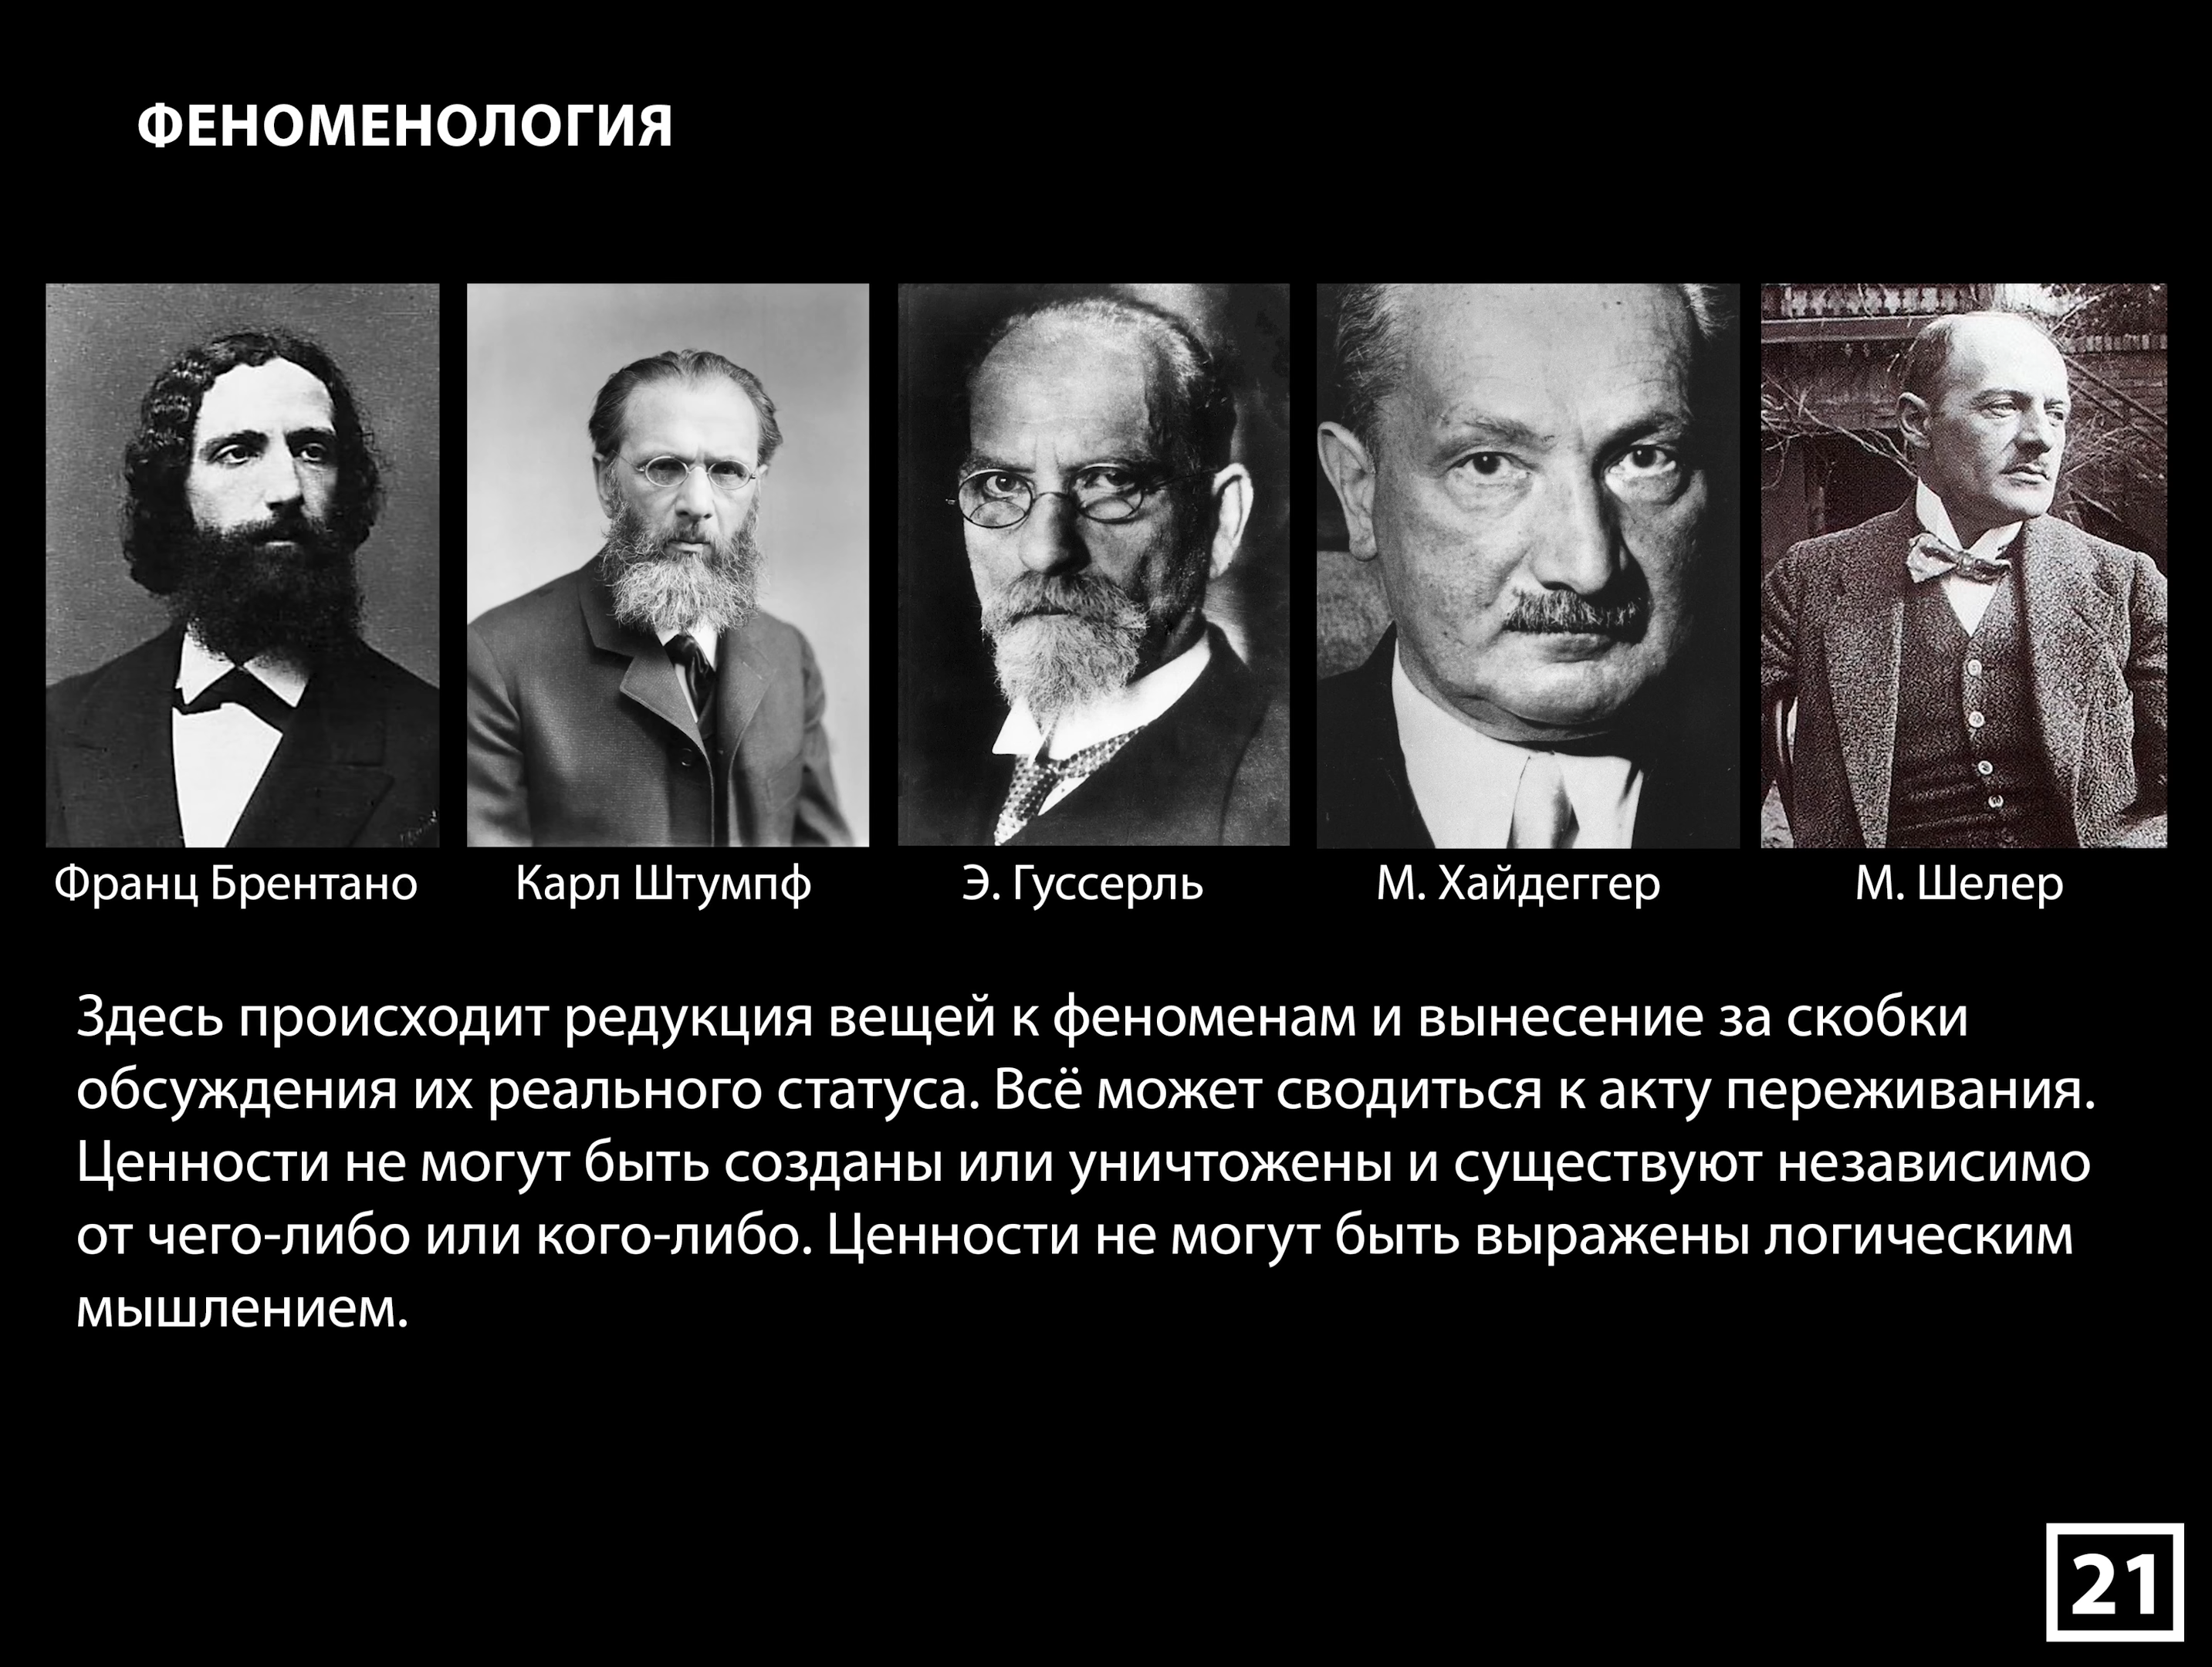 ФЕНОМЕНОЛОГИЯ
Франц Брентано
Карл Штумпф
Э. Гуссерль
М. Хайдеггер
М. Шелер
Здесь происходит редукция вещей к феноменам и вынесение за скобки
обсуждения их реального статуса. Всё может сводиться к акту переживания.
Ценности не могут быть созданы или уничтожены и существуют независимо
от чего-либо или кого-либо. Ценности не могут быть выражены логическим
мышлением.
21